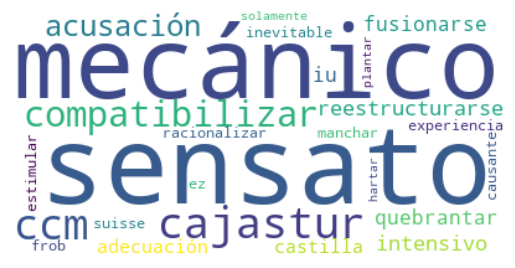 solamente
acusación inevitable fusionarse
mecánico
iu plantar
compatibilizar reestructurarse
racionalizar manchar experiencia
sensato
estimular ez hartar causante
ccm suisse cajastur quebrantar
frob adecuación castilla intensivo